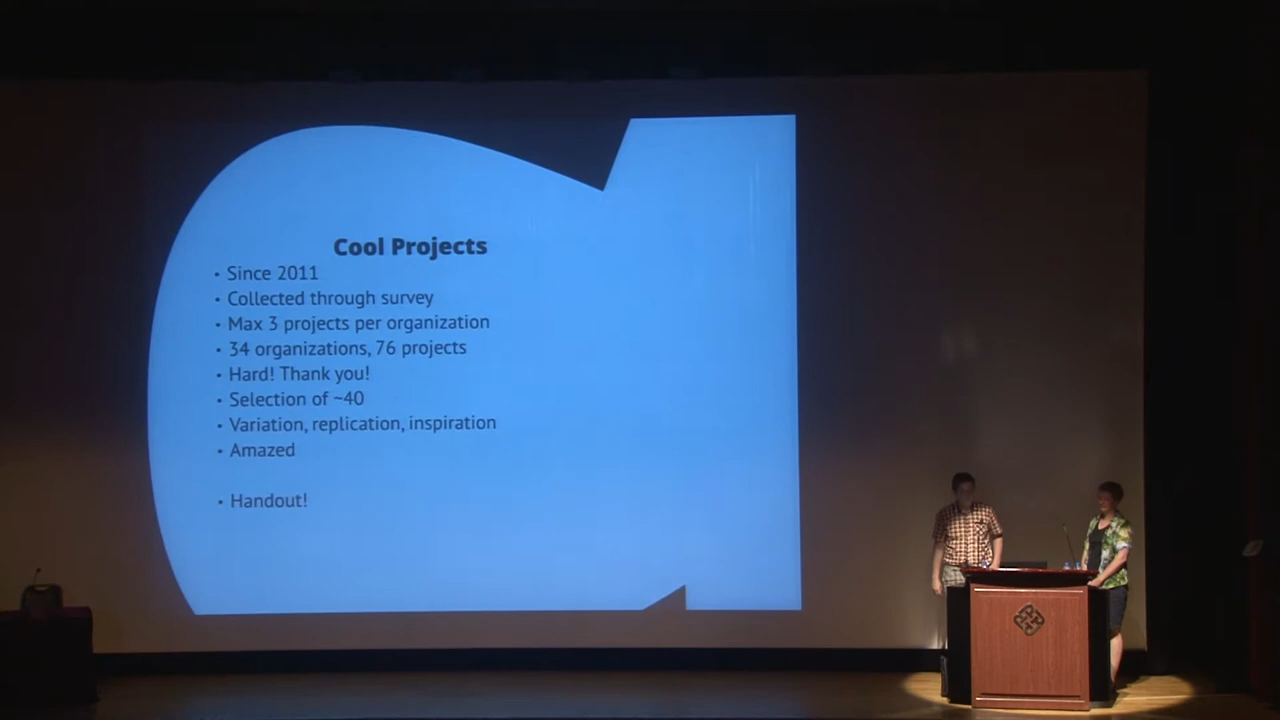 Cool Projects
• Since 2011
• Collected through survey
• Max 3 projects per organization
• 34 organizations, 76 projects
• Hard! Thank you!
• Selection of ~40
• Variation, replication, inspiration
• Amazed
• Handout!